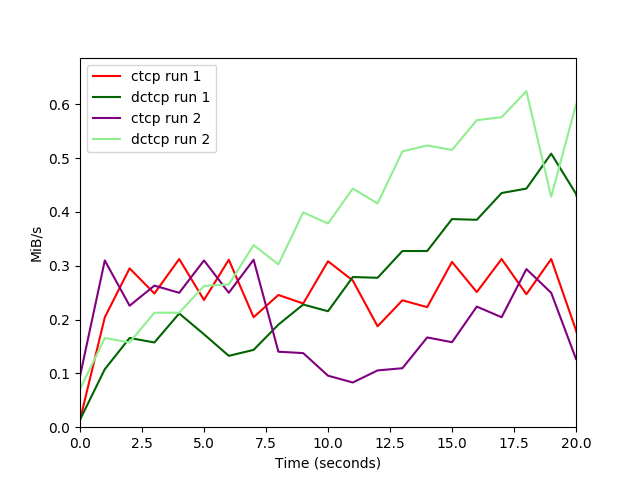 ctcp run 1
dctcp run 1
ctcp run 2
dctcp run 2
MiB/s
0.6
0.5
0.4
0.3
0.2
0.1
0.0
0.0 2.5 5.0 7.5 10.0 12.5 15.0 17.5 20.0
Time (seconds)